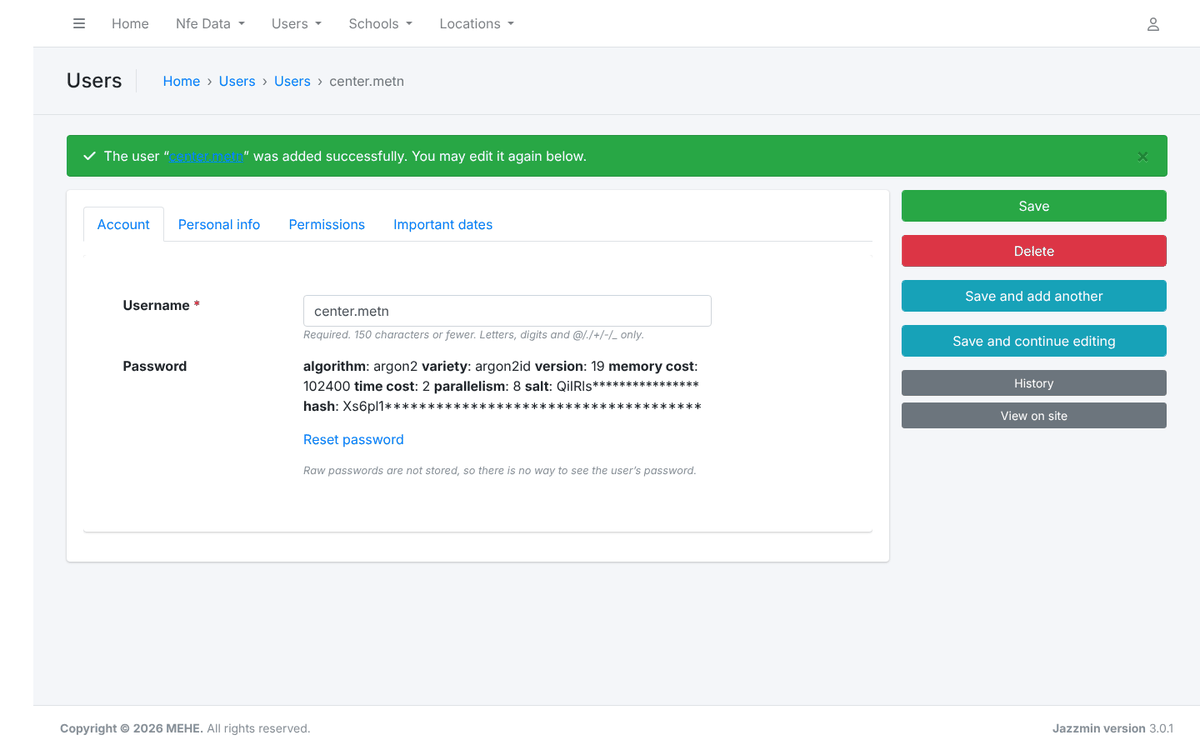 Home Nfe Data Users Schools Locations
Users Home › Users › Users › center.metn
The user “center.metn” was added successfully. You may edit it again below. ×
Account Personal info Permissions Important dates
Username *
center.metn
Required. 150 characters or fewer. Letters, digits and @/./+/-/_ only.
Password
algorithm: argon2 variety: argon2id version: 19 memory cost:
102400 time cost: 2 parallelism: 8 salt: QilRls****************
hash: Xs6pl1*************************************
Reset password
Raw passwords are not stored, so there is no way to see the user’s password.
Save
Delete
Save and add another
Save and continue editing
History
View on site
Copyright © 2026 MEHE. All rights reserved.
Jazzmin version 3.0.1